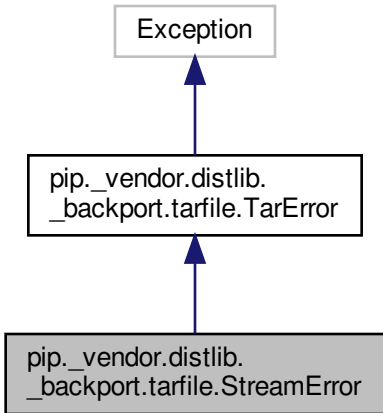 Exception
pip._vendor.distlib.
_backport.tarfile.TarError
pip._vendor.distlib.
_backport.tarfile.StreamError